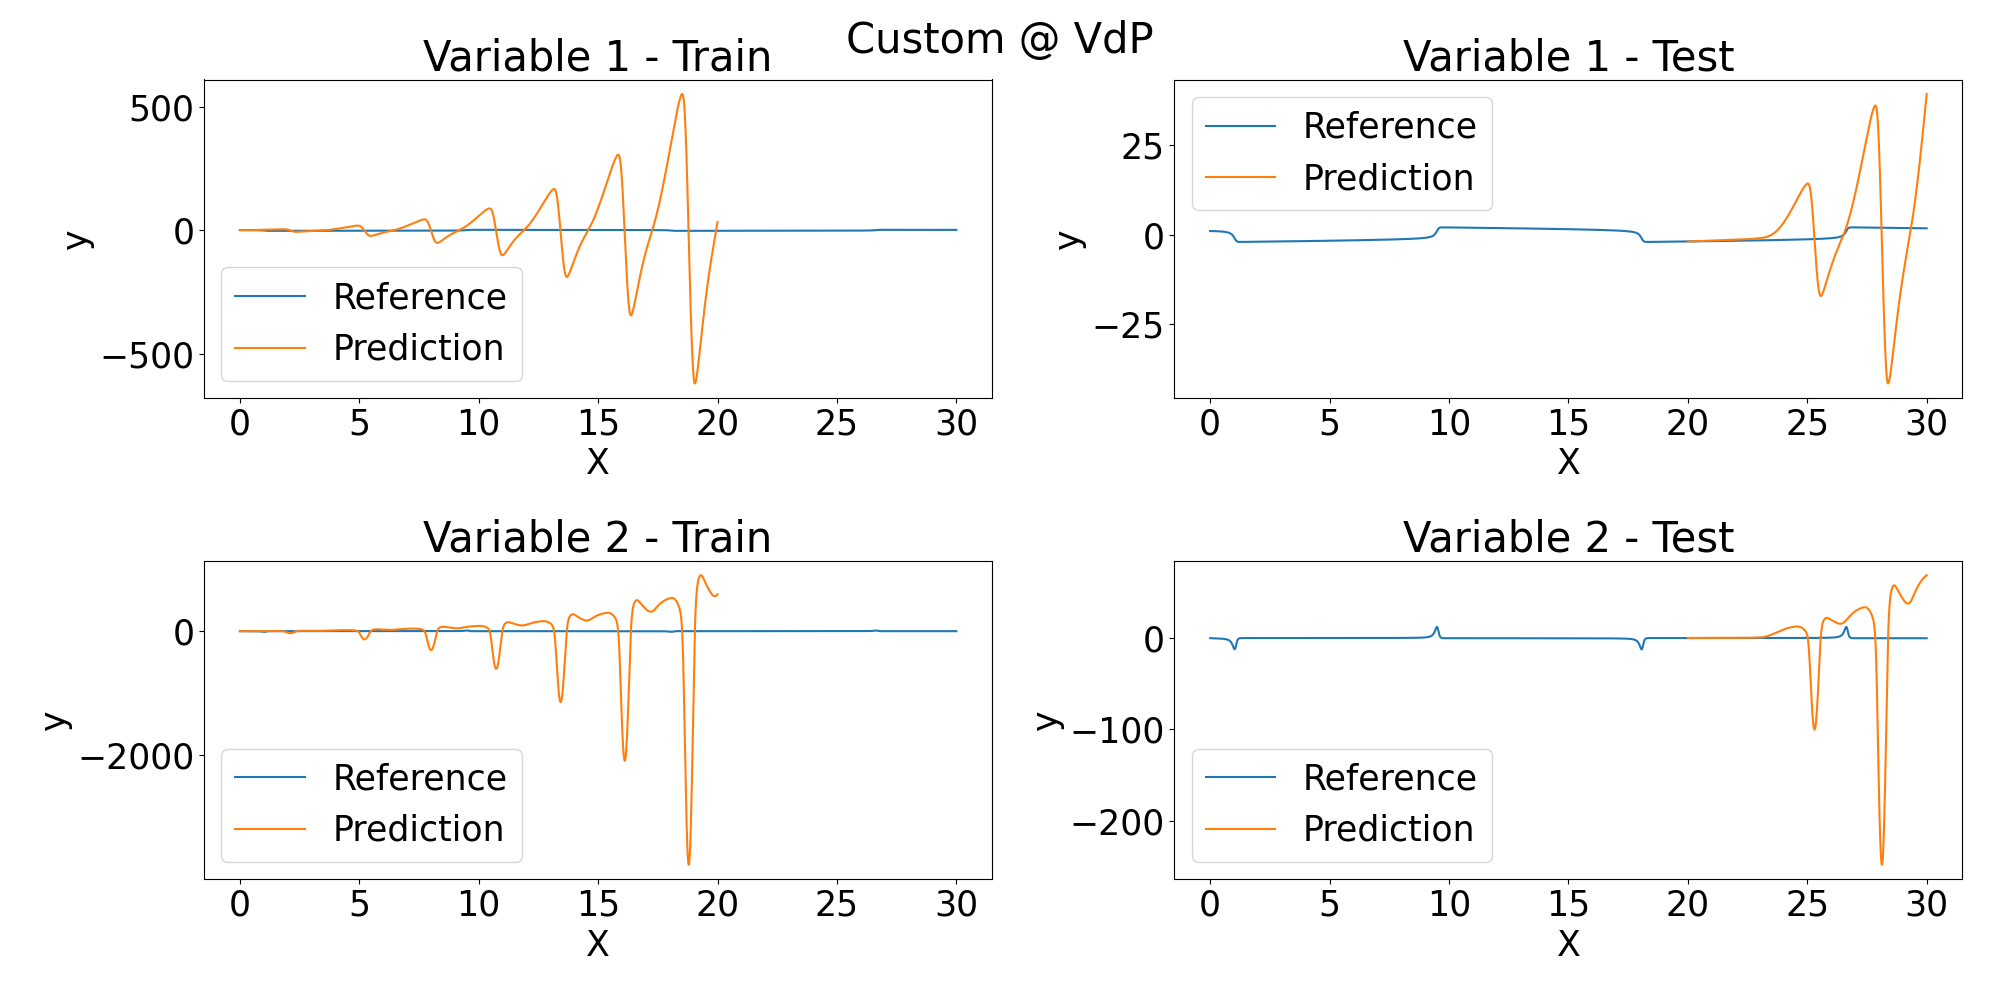 Custom @ VdP
Variable 1 - Train
500
0
−500
y
Reference
Prediction
0 5 10 15 20 25 30
X
Variable 1 - Test
25
0
−25
y
Reference
Prediction
0 5 10 15 20 25 30
X
Variable 2 - Train
0
−2000
y
Reference
Prediction
0 5 10 15 20 25 30
X
Variable 2 - Test
0
−100
−200
y
Reference
Prediction
0 5 10 15 20 25 30
X